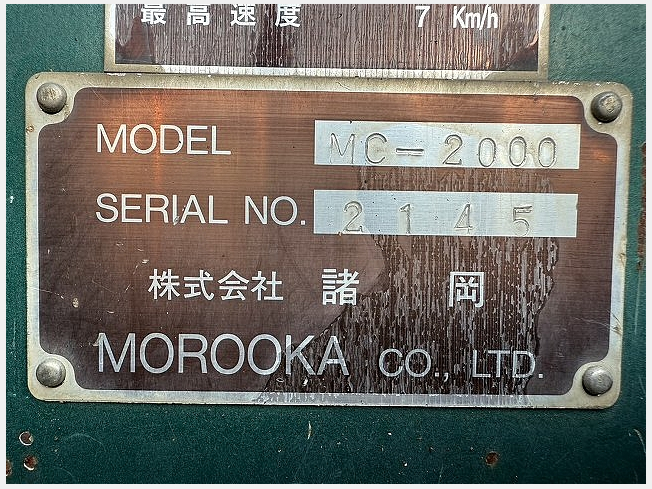 最高速度 7 Km/h
MODEL MC-2000
SERIAL NO. 2145
株式会社 諸岡
MOROOKA CO., LTD.